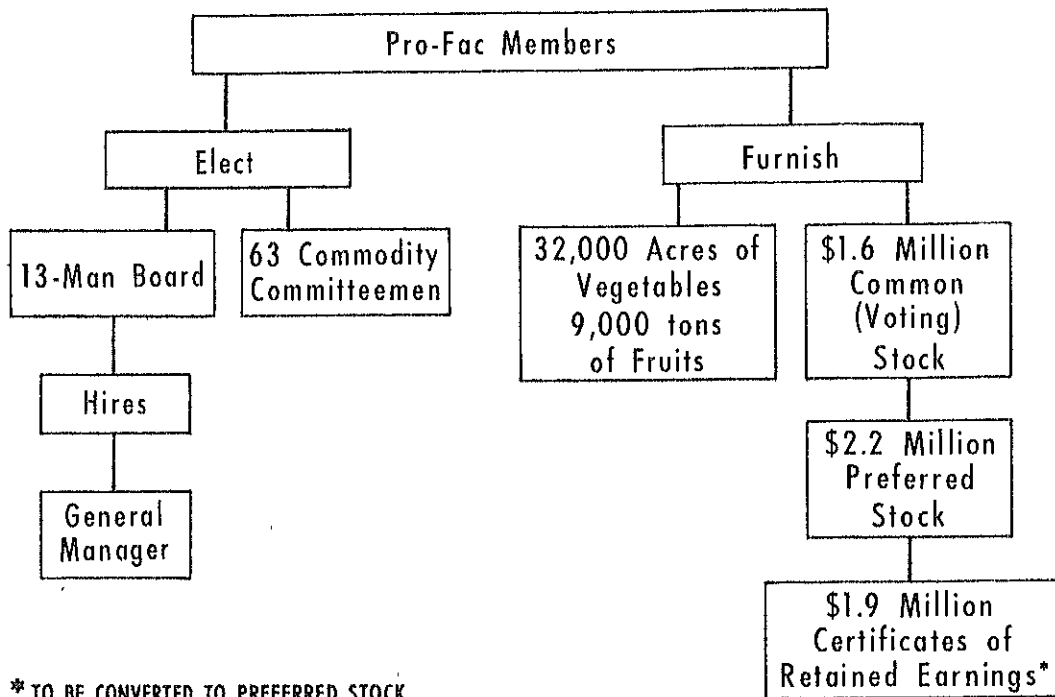 Pro-Fac Members
Elect
Furnish
13-Man Board
63 Commodity
Committeemen
32,000 Acres of
Vegetables
9,000 tons
of Fruits
$1.6 Million
Common
(Voting)
Stock
Hires
$2.2 Million
Preferred
Stock
General
Manager
$1.9 Million
Certificates of
Retained Earnings*
* TO BE CONVERTED TO PREFERRED STOCK